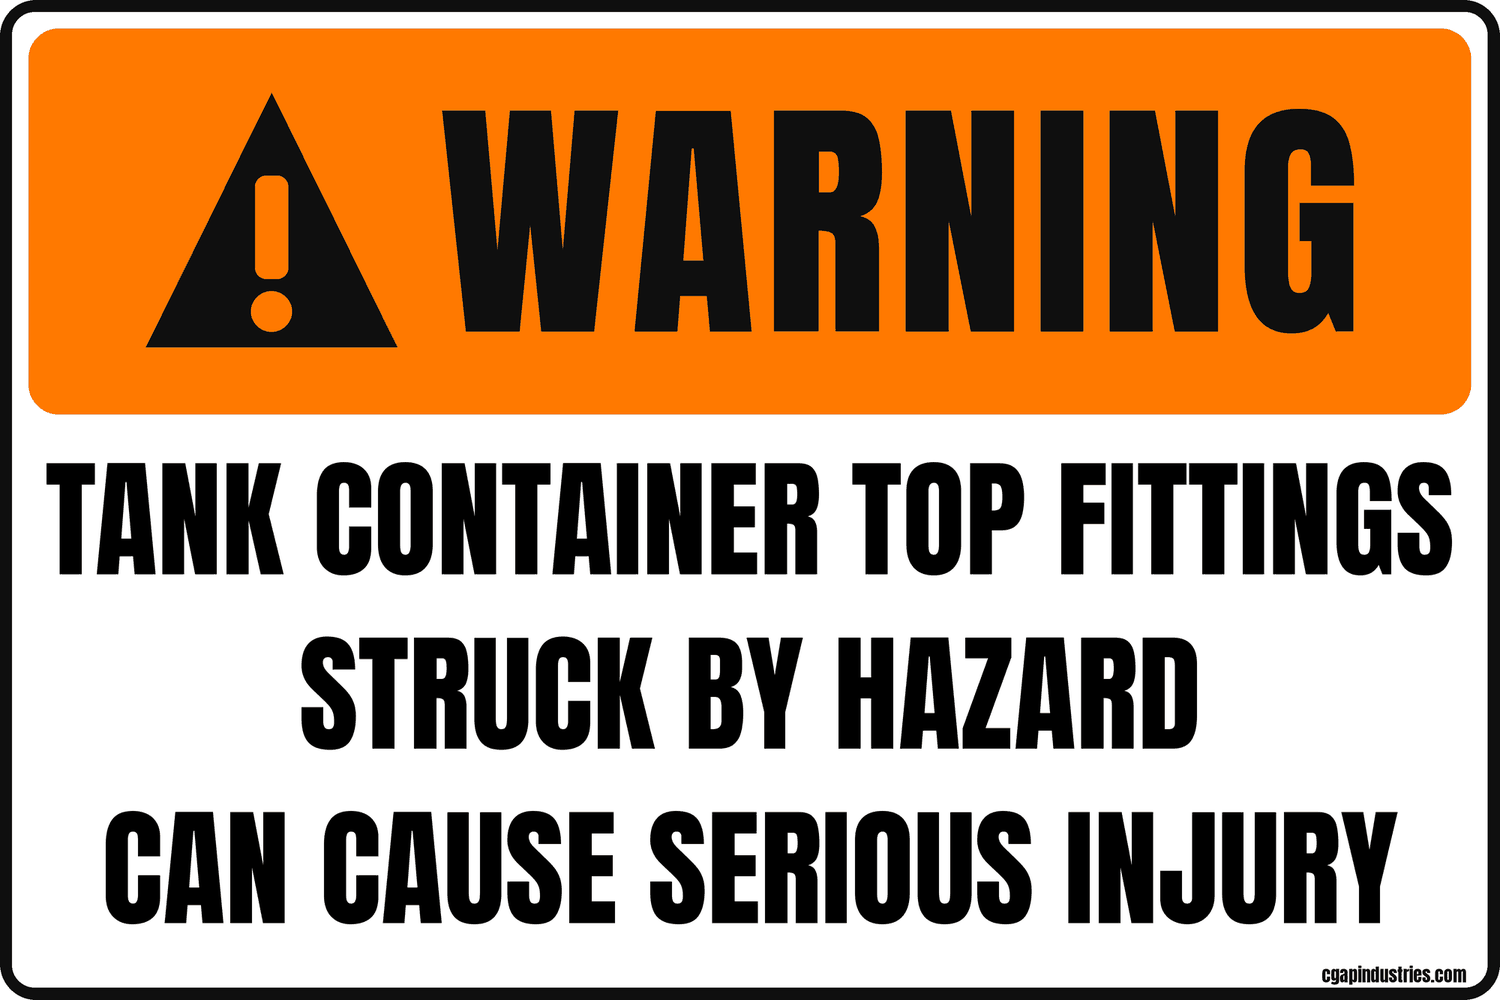 WARNING
TANK CONTAINER TOP FITTINGS
STRUCK BY HAZARD
CAN CAUSE SERIOUS INJURY
cgapindustries.com